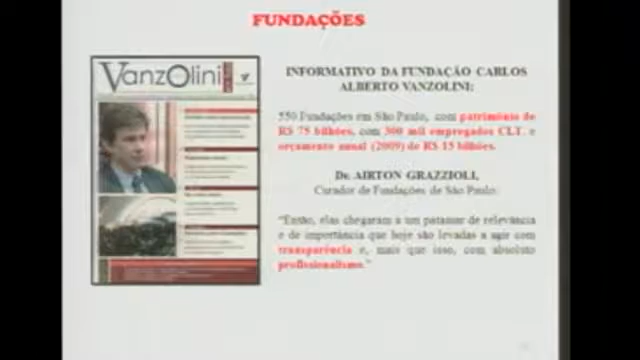 FUNDAÇÕES
VanzOlini
INFORMATIVO DA FUNDAÇÃO CARLOS
ALBERTO VANZOLINI:
550 Fundações em São Paulo, com patrimônio de
R$ 75 bilhões, com 300 mil empregados CLT. e
orçamento anual (2009) de R$ 15 bilhões.
Dr. AIRTON GRAZZIOLI,
Curador de Fundações de São Paulo:
“Então, elas chegaram a um patamar de relevância
e de importância que hoje são levadas a agir com
transparência e, mais que isso, com absoluto
profissionalismo.”